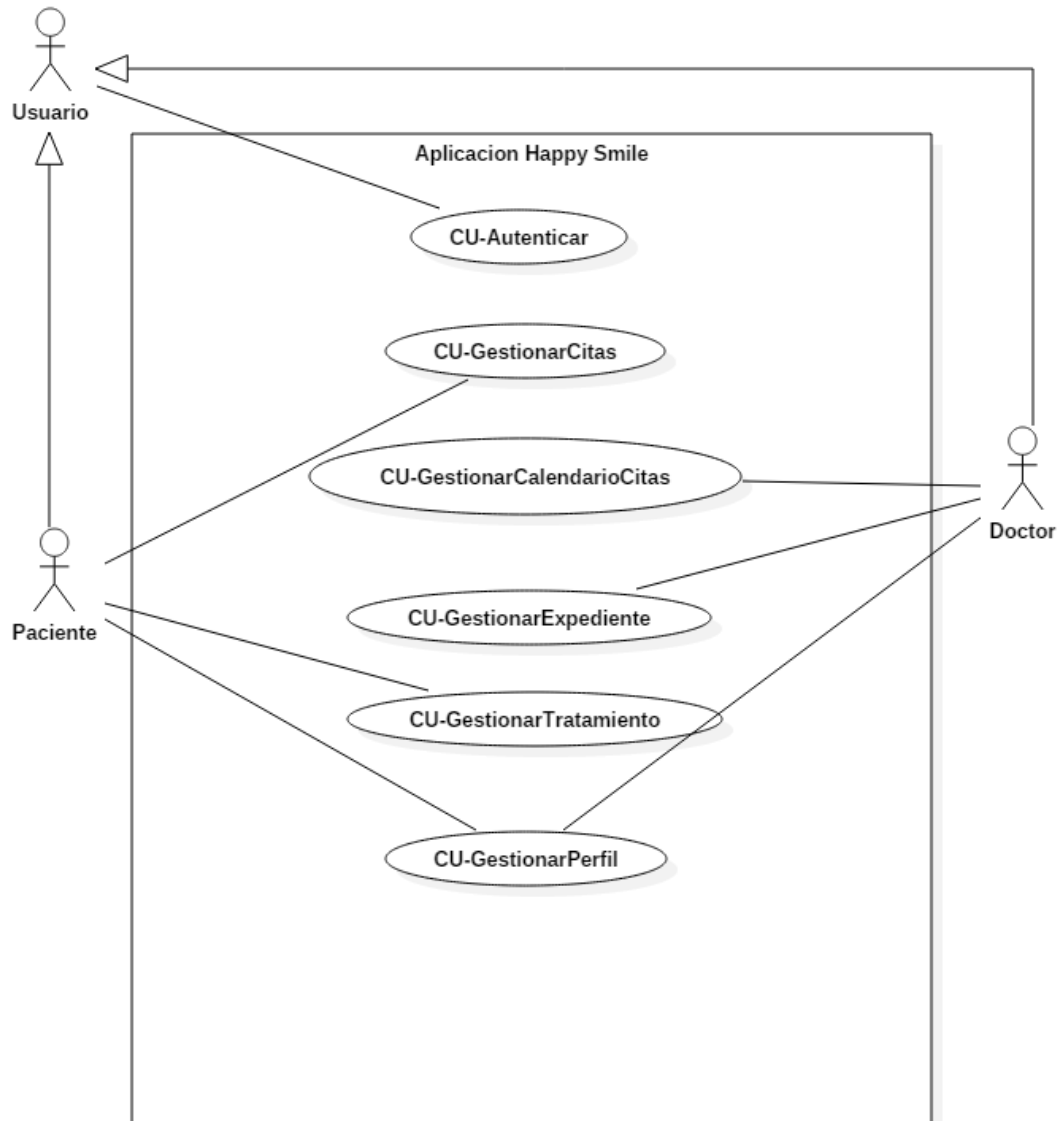 Usuario
Aplicacion Happy Smile
CU-Autenticar
CU-GestionarCitas
CU-GestionarCalendarioCitas
Doctor
CU-GestionarExpediente
Paciente
CU-GestionarTratamiento
CU-GestionarPerfil